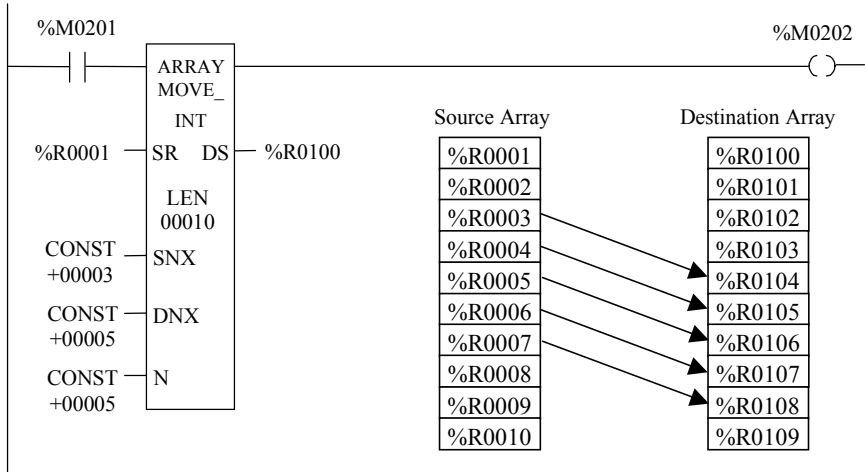 %M0201
%M0202
ARRAY
MOVE_
INT
%R0001
SR DS
%R0100
LEN
00010
CONST
+00003
SNX
CONST
+00005
DNX
CONST
+00005
N
Source Array
%R0001
%R0002
%R0003
%R0004
%R0005
%R0006
%R0007
%R0008
%R0009
%R0010
Destination Array
%R0100
%R0101
%R0102
%R0103
%R0104
%R0105
%R0106
%R0107
%R0108
%R0109